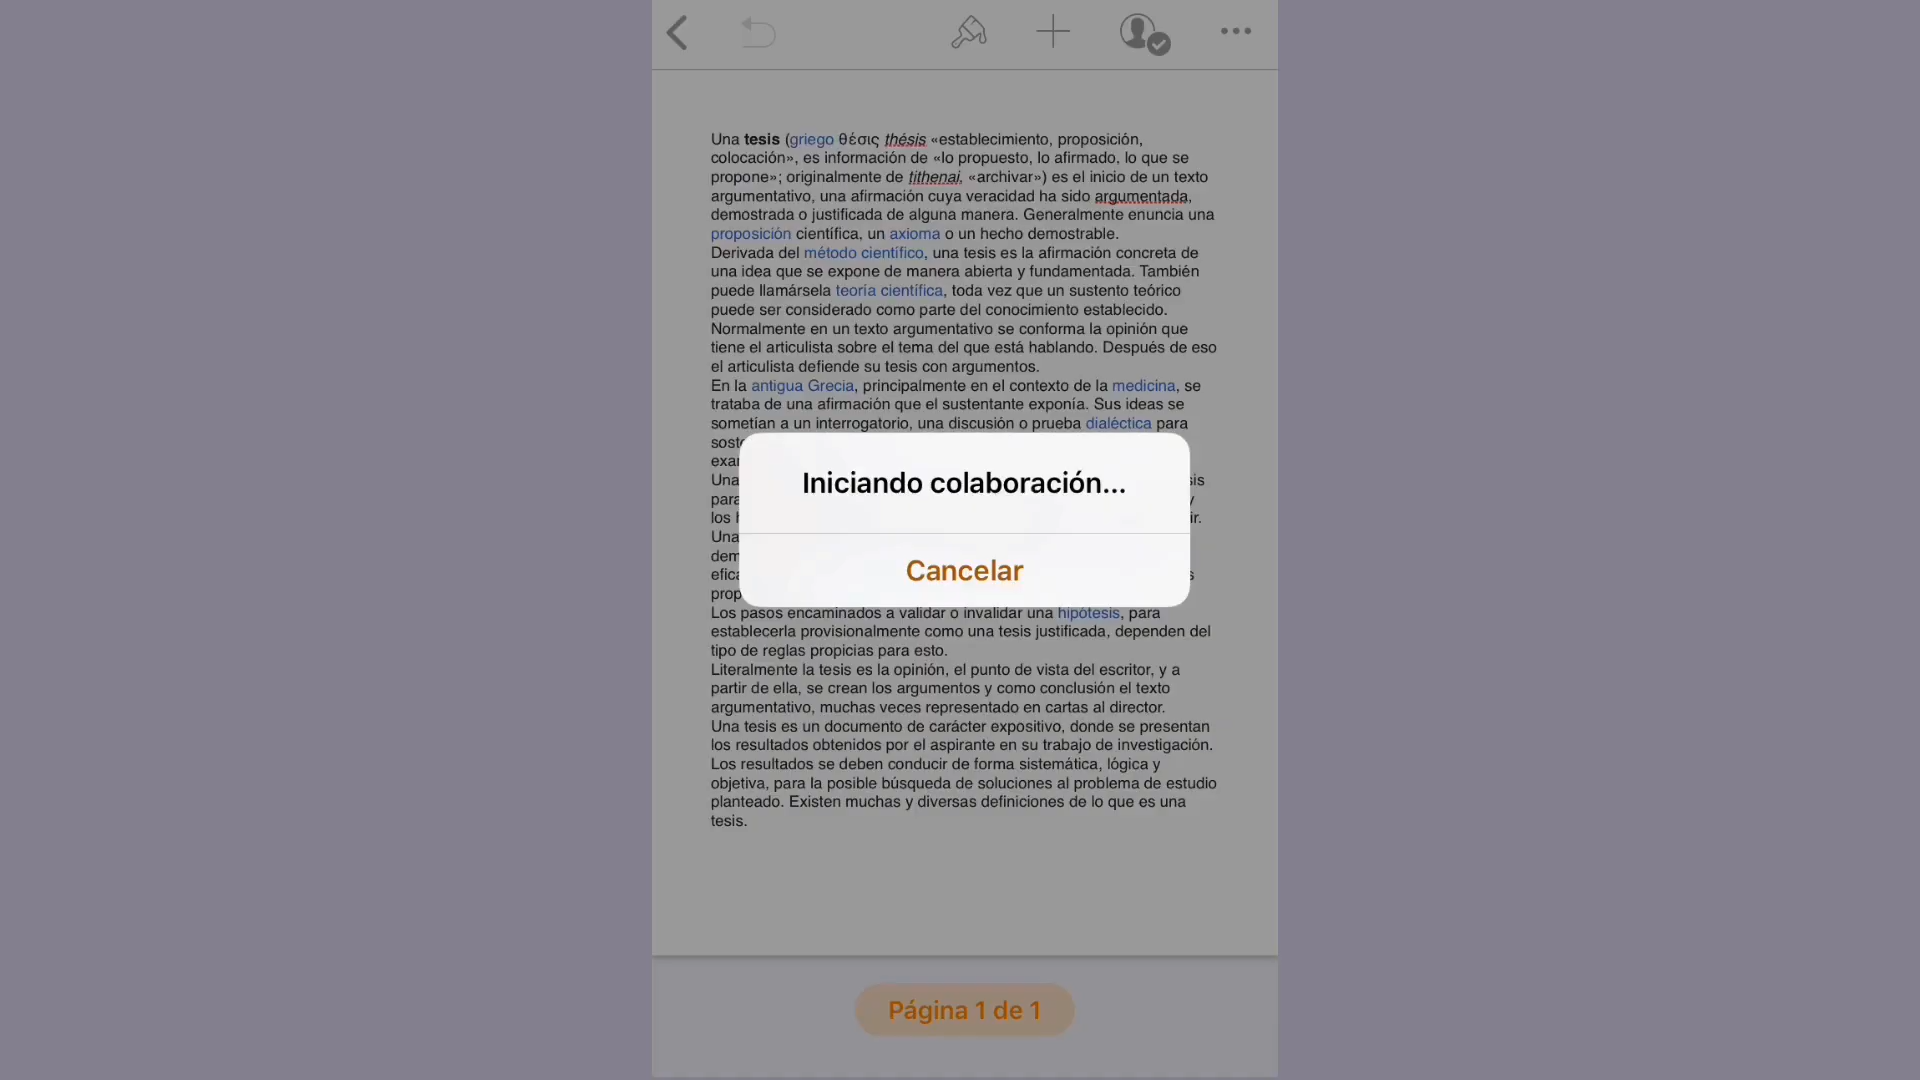 Una tesis (griego θέσις thésis «establecimiento, proposición,
colocación», es información de «lo propuesto, lo afirmado, lo que se
propone»; originalmente de tithenai, «archivar») es el inicio de un texto
argumentativo, una afirmación cuya veracidad ha sido argumentada,
demostrada o justificada de alguna manera. Generalmente enuncia una
proposición científica, un axioma o un hecho demostrable.
Derivada del método científico, una tesis es la afirmación concreta de
una idea que se expone de manera abierta y fundamentada. También
puede llamársela teoría científica, toda vez que un sustento teórico
puede ser considerado como parte del conocimiento establecido.
Normalmente en un texto argumentativo se conforma la opinión que
tiene el articulista sobre el tema del que está hablando. Después de eso
el articulista defiende su tesis con argumentos.
En la antigua Grecia, principalmente en el contexto de la medicina, se
trataba de una afirmación que el sustentante exponía. Sus ideas se
sometían a un interrogatorio, una discusión o prueba dialéctica para
Una
los
Una
Iniciando colaboración...
Cancelar
Los pasos encaminados a validar o invalidar una hipótesis, para
establecerla provisionalmente como una tesis justificada, dependen del
tipo de reglas propicias para esto.
Literalmente la tesis es la opinión, el punto de vista del escritor, y a
partir de ella, se crean los argumentos y como conclusión el texto
argumentativo, muchas veces representado en cartas al director.
Una tesis es un documento de carácter expositivo, donde se presentan
los resultados obtenidos por el aspirante en su trabajo de investigación.
Los resultados se deben conducir de forma sistemática, lógica y
objetiva, para la posible búsqueda de soluciones al problema de estudio
planteado. Existen muchas y diversas definiciones de lo que es una
tesis.
Página 1 de 1